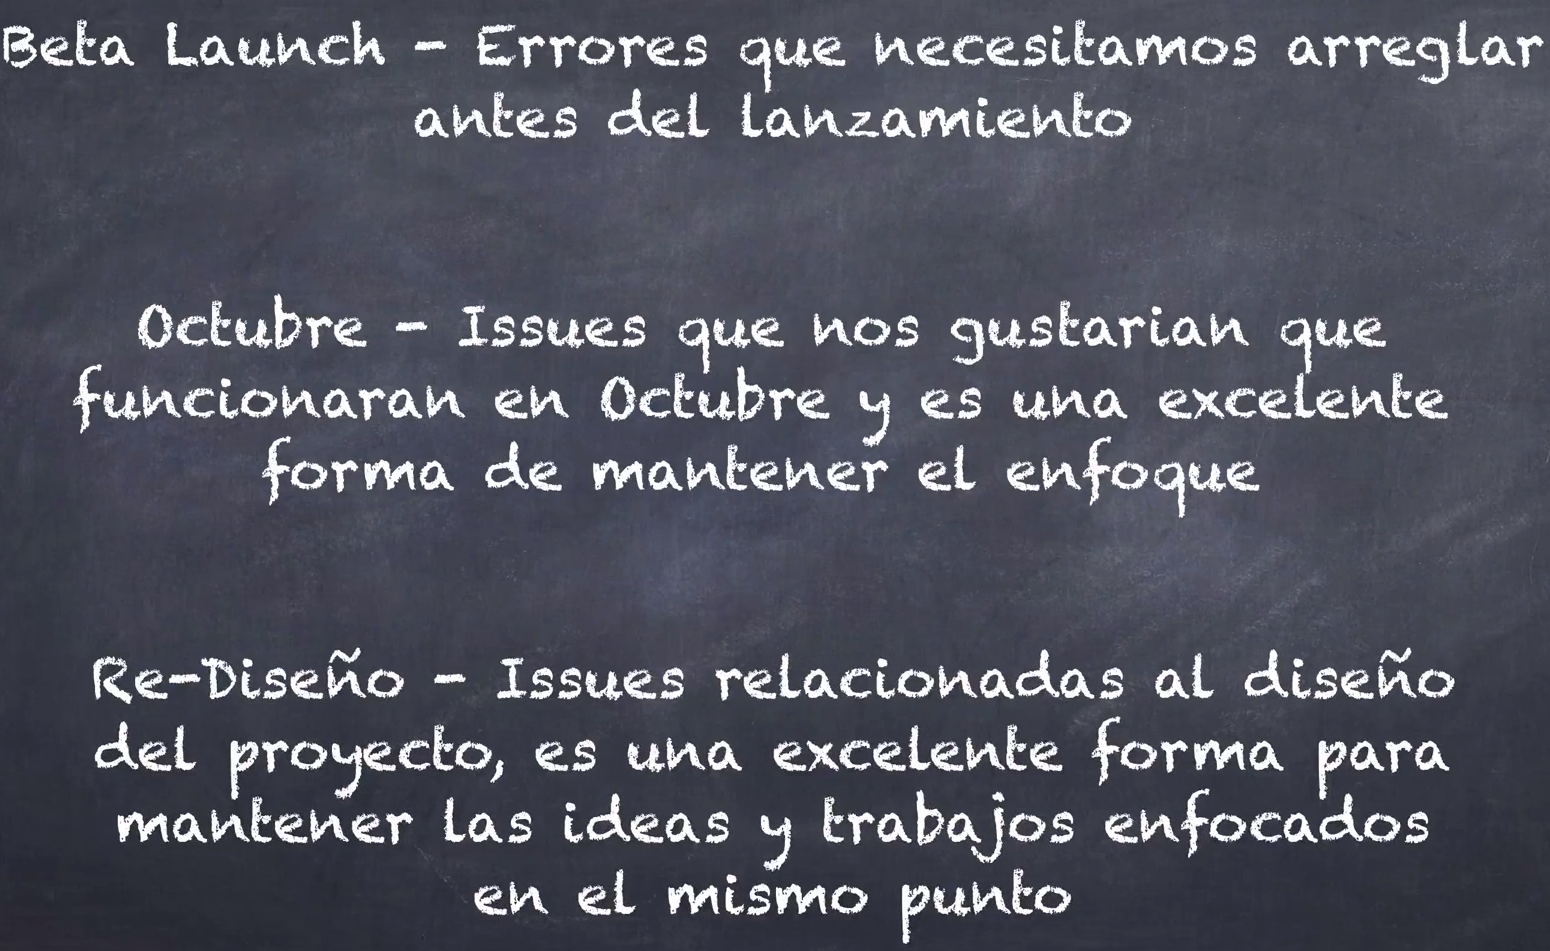 Beta Launch - Errores que necesitamos arreglar
antes del lanzamiento
Octubre - Issues que nos gustarian que
funcionaran en Octubre y es una excelente
forma de mantener el enfoque
Re-Diseño - Issues relacionadas al diseño
del proyecto, es una excelente forma para
mantener las ideas y trabajos enfocados
en el mismo punto